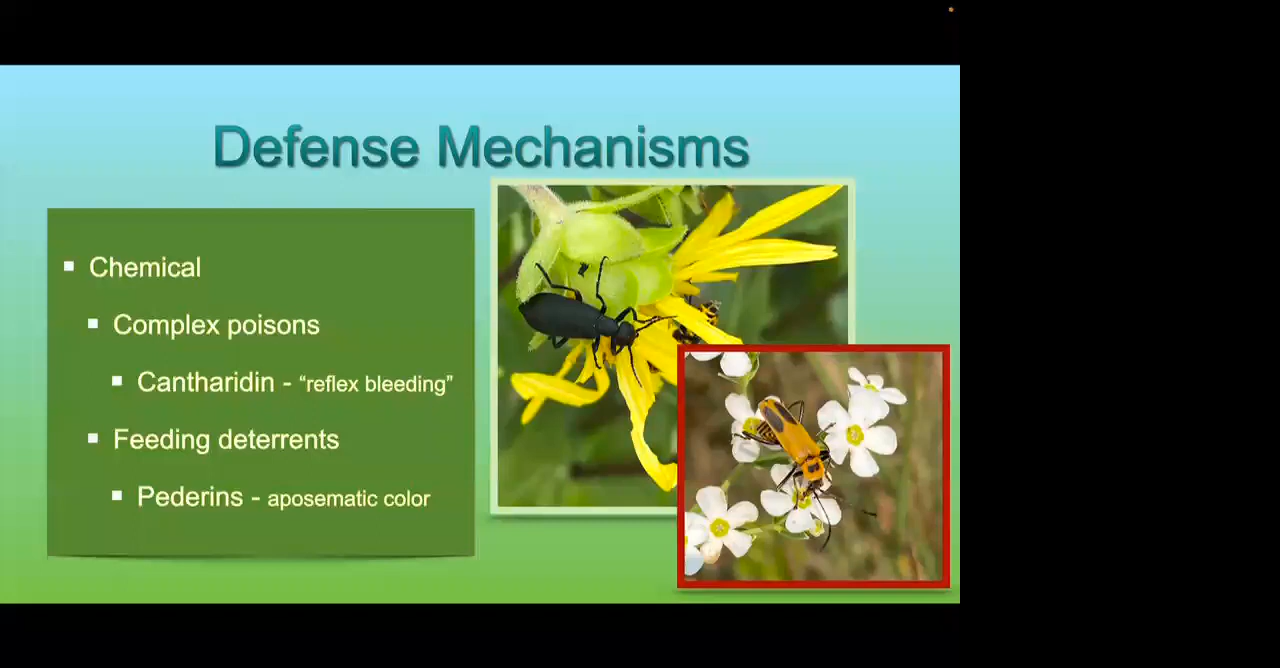 Defense Mechanisms
Chemical
Complex poisons
Cantharidin - “reflex bleeding”
Feeding deterrents
Pederins - aposematic color